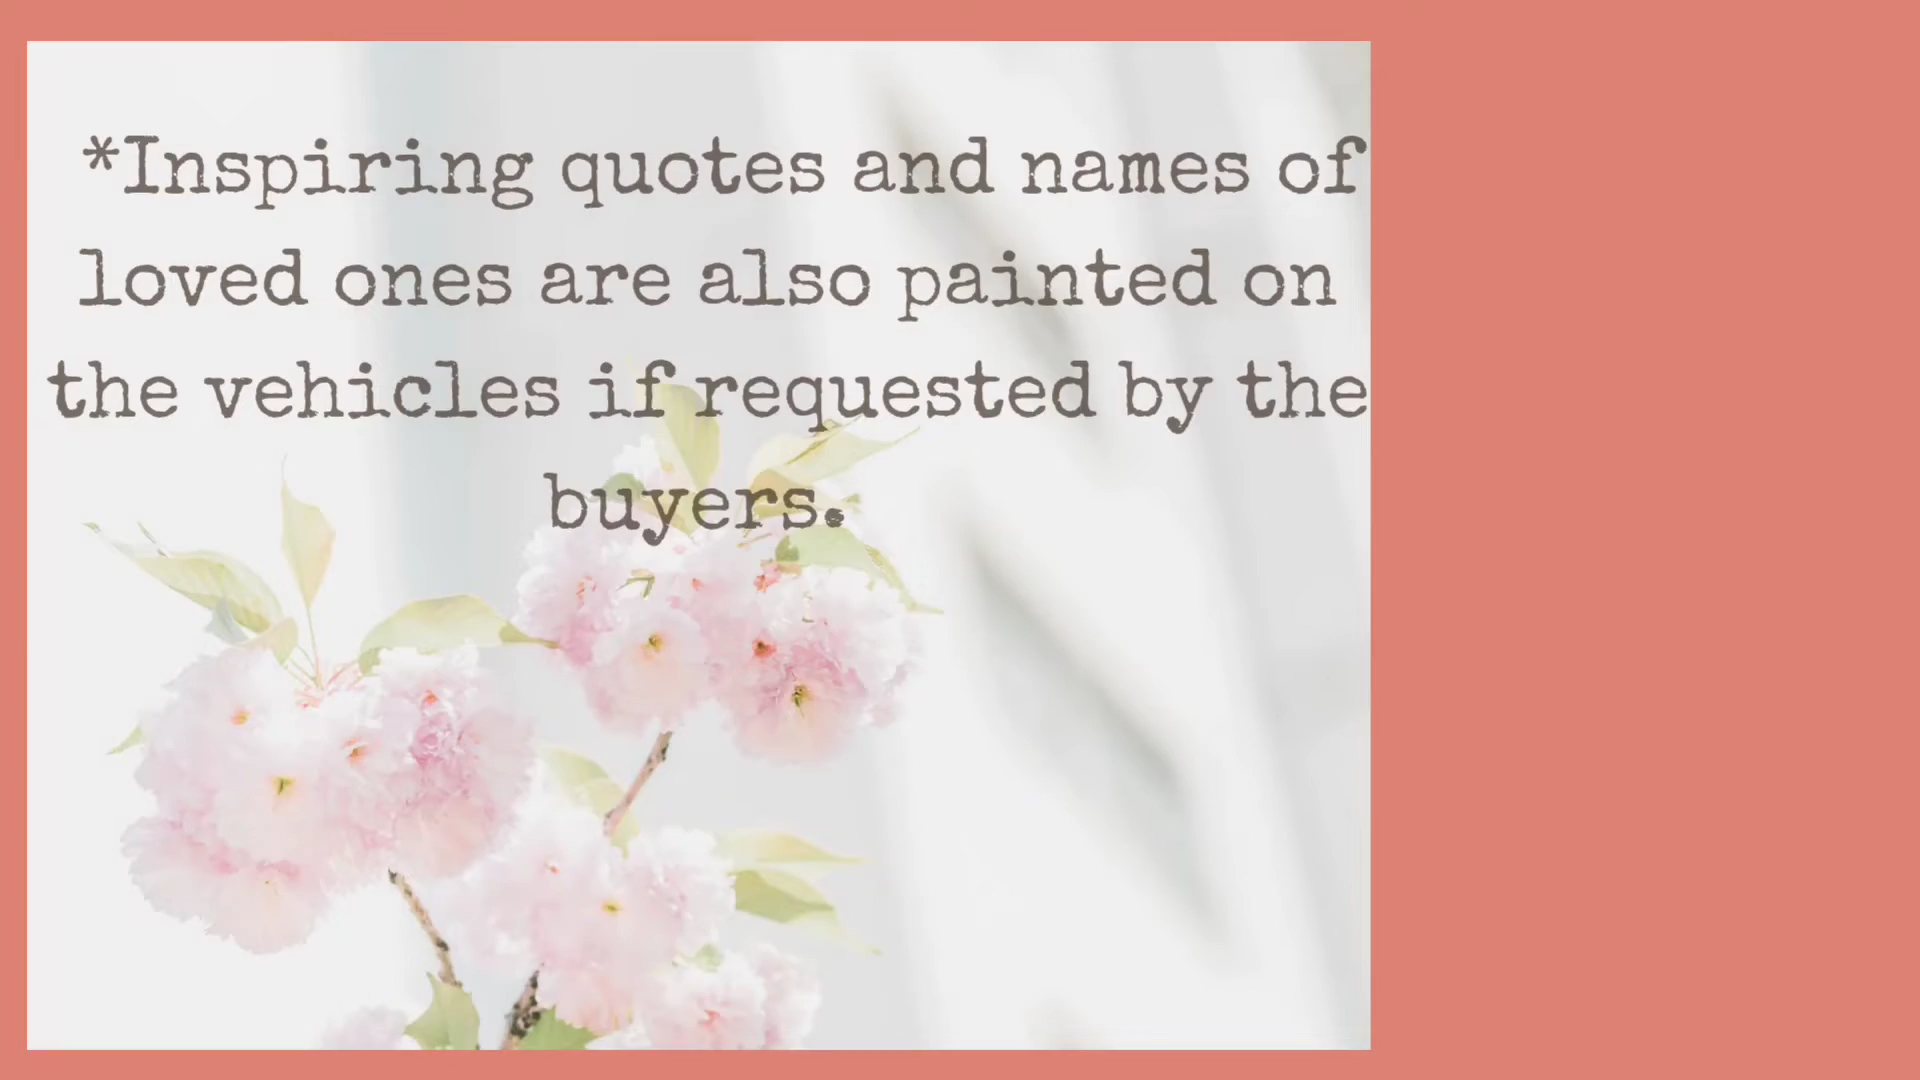 *Inspiring quotes and names of
loved ones are also painted on
the vehicles if requested by the
buyers.